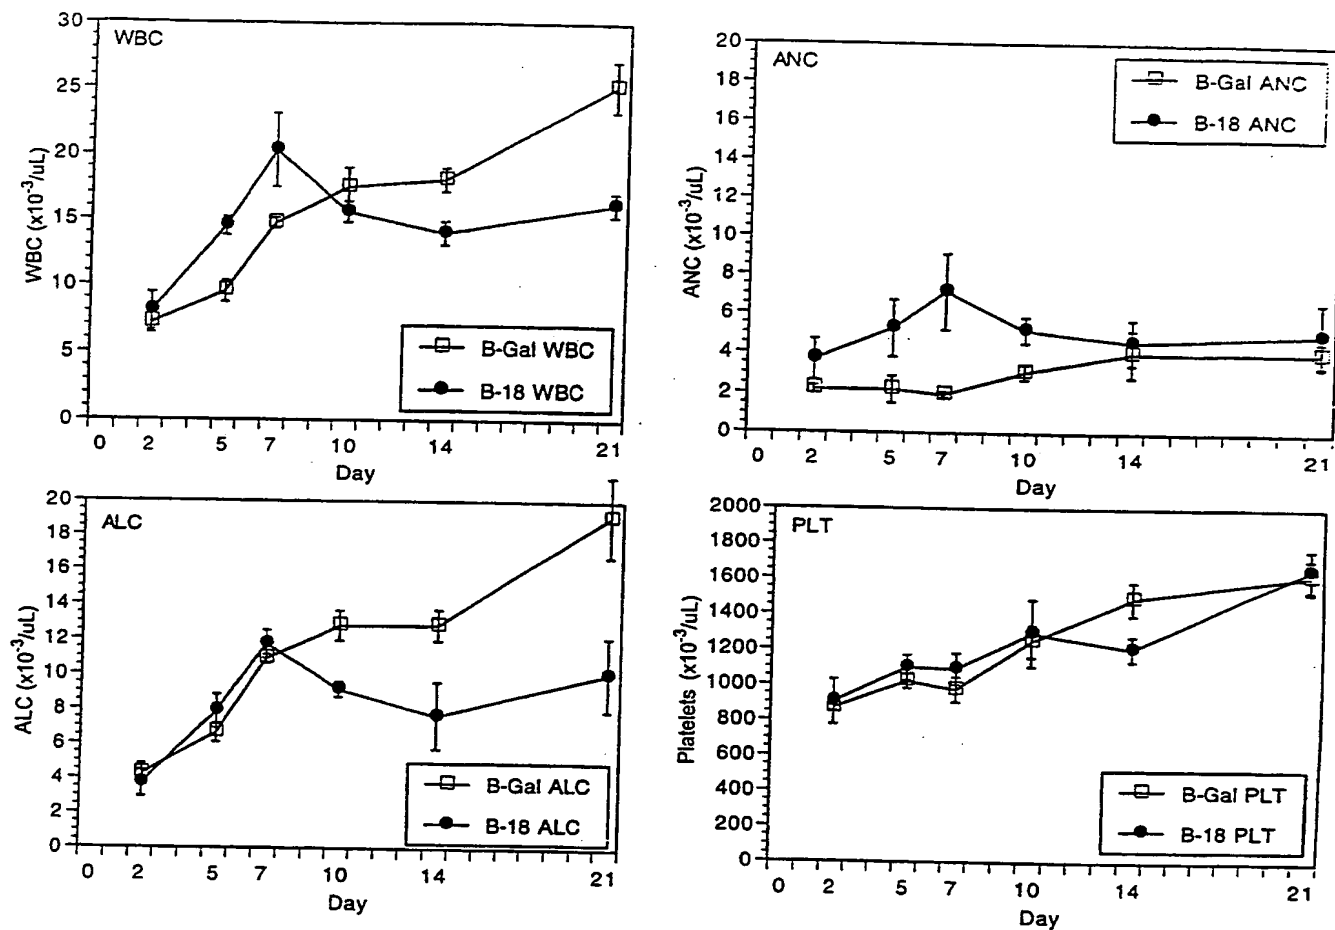 WBC
30
25
20
15
10
5
0
WBC (x10⁻³/uL)
B-Gal WBC
B-18 WBC
0 2 5 7 10 14 21
Day
ANC
20
18
16
14
12
10
8
6
4
2
0
ANC (x10⁻³/uL)
B-Gal ANC
B-18 ANC
0 2 5 7 10 14 21
Day
ALC
20
18
16
14
12
10
8
6
4
2
0
ALC (x10⁻³/uL)
B-Gal ALC
B-18 ALC
0 2 5 7 10 14 21
Day
PLT
2000
1800
1600
1400
1200
1000
800
600
400
200
0
Platelets (x10⁻³/uL)
B-Gal PLT
B-18 PLT
0 2 5 7 10 14 21
Day